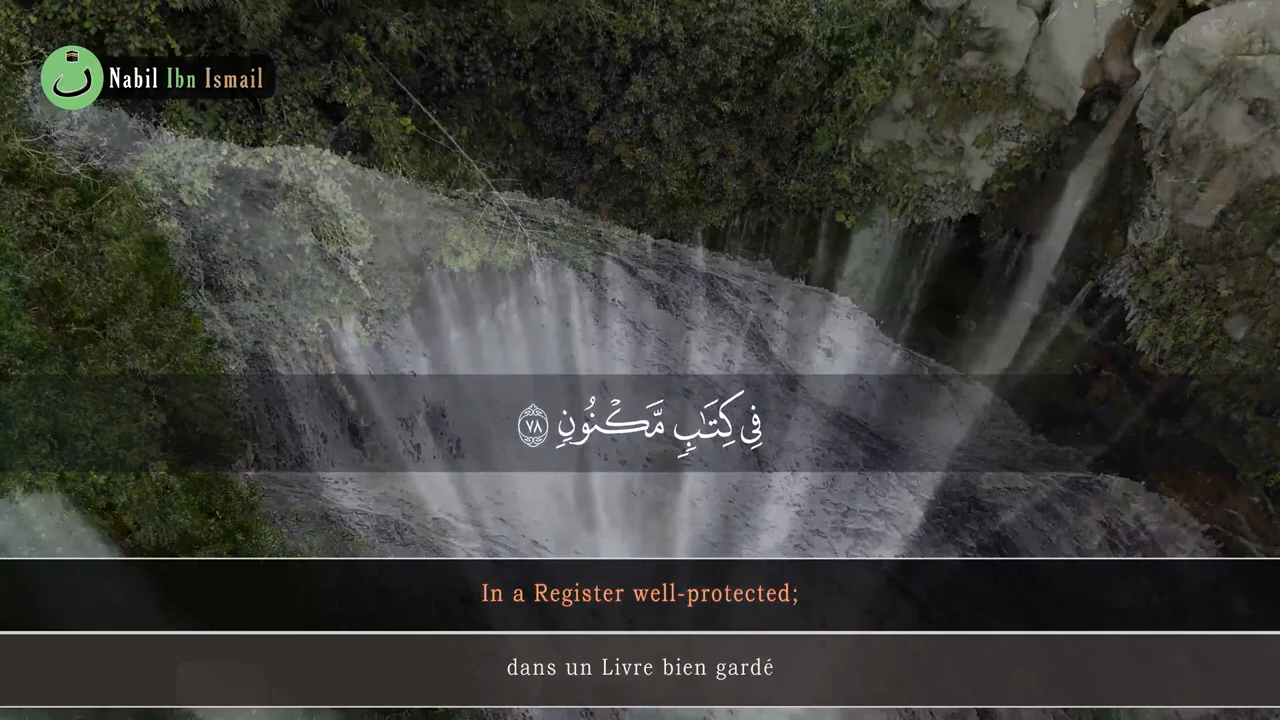 Nabil Ibn Ismail
فِى كِتَٰبٍ مَّكْنُونٍ ٧٨
In a Register well-protected;
dans un Livre bien gardé